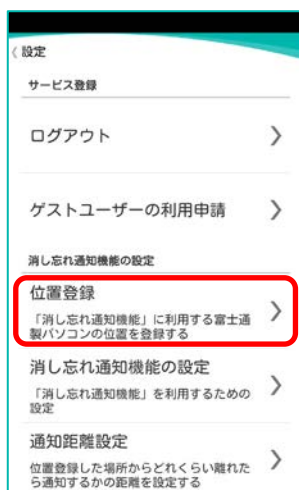 〈 設定
サービス登録
ログアウト
ゲストユーザーの利用申請
消し忘れ通知機能の設定
位置登録
「消し忘れ通知機能」に利用する富士通
製パソコンの位置を登録する
消し忘れ通知機能の設定
「消し忘れ通知機能」を利用するための
設定
通知距離設定
位置登録した場所からどれくらい離れた
ら通知するかの距離を設定する